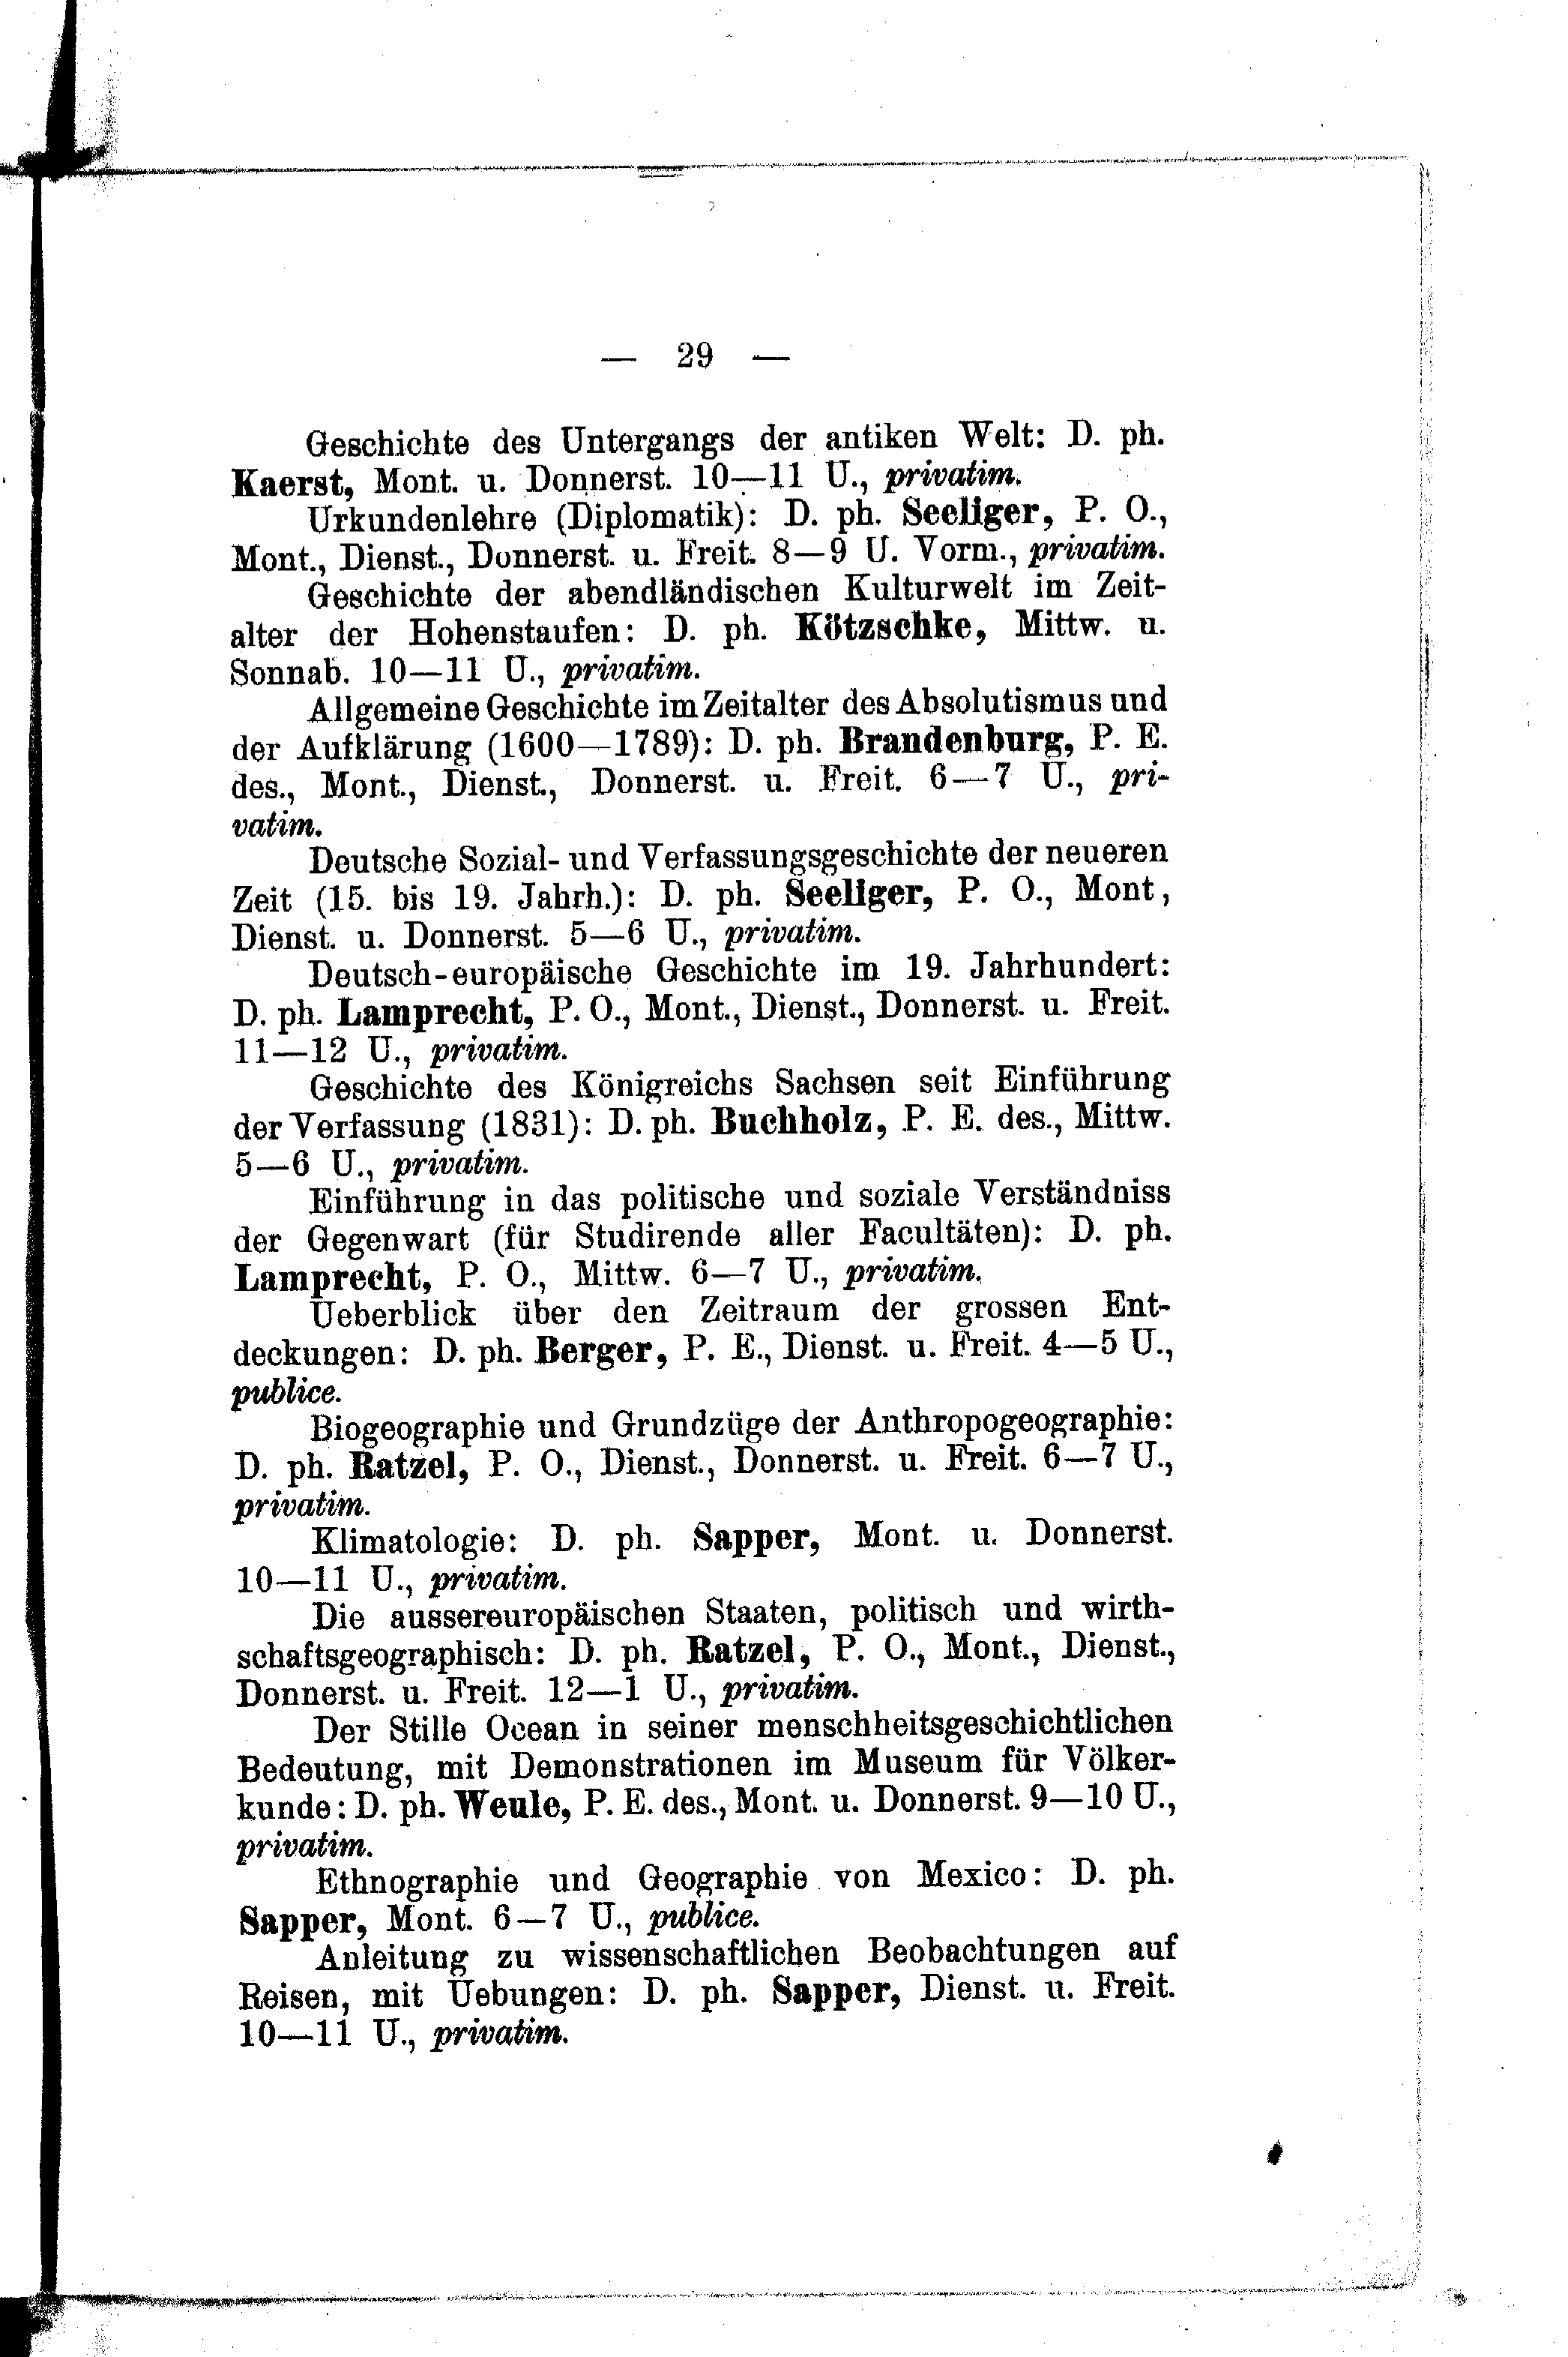 — 29 —
Geschichte des Untergangs der antiken Welt: D. ph.
Kaerst, Mont. u. Donnerst. 10—11 U., privatim.
Urkundenlehre (Diplomatik): D. ph. Seeliger, P. O.,
Mont., Dienst., Donnerst. u. Freit. 8—9 U. Vorm., privatim.
Geschichte der abendländischen Kulturwelt im Zeit-
alter der Hohenstaufen: D. ph. Kötzschke, Mittw. u.
Sonnab. 10—11 U., privatim.
Allgemeine Geschichte im Zeitalter des Absolutismus und
der Aufklärung (1600—1789): D. ph. Brandenburg, P. E.
des., Mont., Dienst., Donnerst. u. Freit. 6—7 U., pri-
vatim.
Deutsche Sozial- und Verfassungsgeschichte der neueren
Zeit (15. bis 19. Jahrh.): D. ph. Seeliger, P. O., Mont,
Dienst. u. Donnerst. 5—6 U., privatim.
Deutsch-europäische Geschichte im 19. Jahrhundert:
D. ph. Lamprecht, P. O., Mont., Dienst., Donnerst. u. Freit.
11—12 U., privatim.
Geschichte des Königreichs Sachsen seit Einführung
der Verfassung (1831): D. ph. Buchholz, P. E. des., Mittw.
5—6 U., privatim.
Einführung in das politische und soziale Verständniss
der Gegenwart (für Studirende aller Facultäten): D. ph.
Lamprecht, P. O., Mittw. 6—7 U., privatim.
Ueberblick über den Zeitraum der grossen Ent-
deckungen: D. ph. Berger, P. E., Dienst. u. Freit. 4—5 U.,
publice.
Biogeographie und Grundzüge der Anthropogeographie:
D. ph. Ratzel, P. O., Dienst., Donnerst. u. Freit. 6—7 U.,
privatim.
Klimatologie: D. ph. Sapper, Mont. u. Donnerst.
10—11 U., privatim.
Die aussereuropäischen Staaten, politisch und wirth-
schaftsgeographisch: D. ph. Ratzel, P. O., Mont., Dienst.,
Donnerst. u. Freit. 12—1 U., privatim.
Der Stille Ocean in seiner menschheitsgeschichtlichen
Bedeutung, mit Demonstrationen im Museum für Völker-
kunde: D. ph. Weule, P. E. des., Mont. u. Donnerst. 9—10 U.,
privatim.
Ethnographie und Geographie von Mexico: D. ph.
Sapper, Mont. 6—7 U., publice.
Anleitung zu wissenschaftlichen Beobachtungen auf
Reisen, mit Uebungen: D. ph. Sapper, Dienst. u. Freit.
10—11 U., privatim.